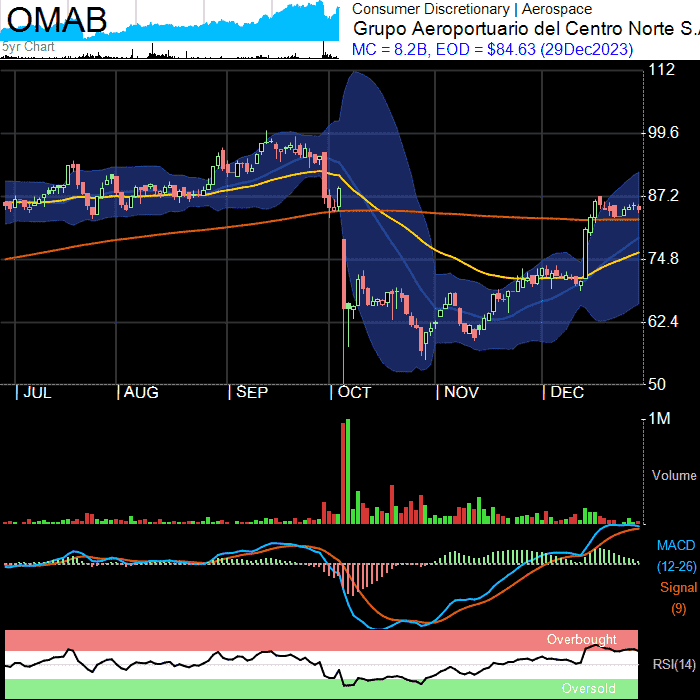 OMAB
5yr Chart
Consumer Discretionary | Aerospace
Grupo Aeroportuario del Centro Norte S.
MC = 8.2B, EOD = $84.63 (29Dec2023)
112
99.6
87.2
74.8
62.4
50
JUL AUG SEP OCT NOV DEC
1M
Volume
MACD
(12-26)
Signal
(9)
Overbought
RSI(14)
Oversold